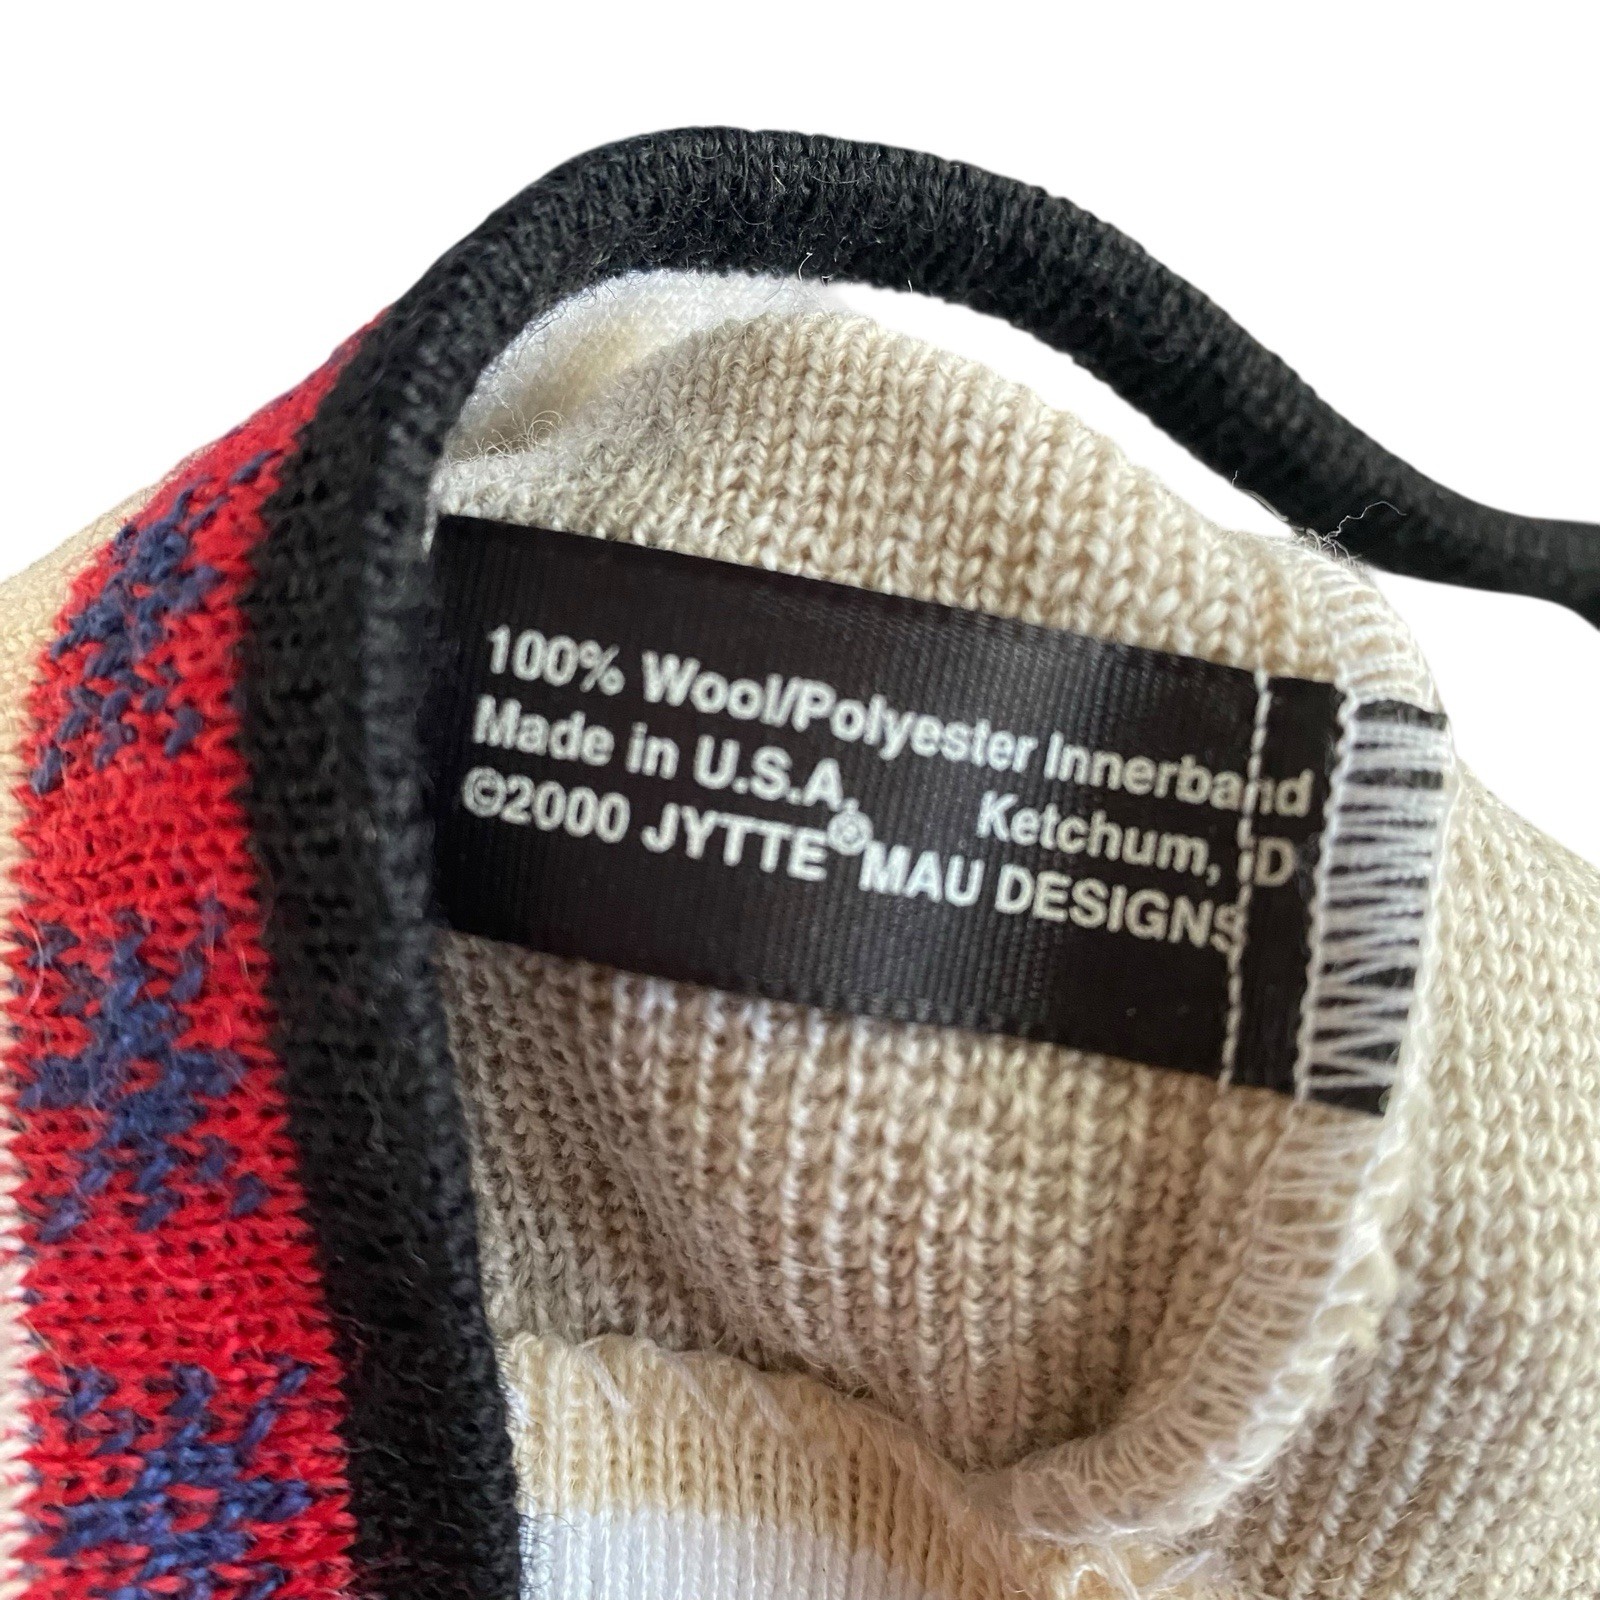 100% Wool/Polyester Innerband
Made in U.S.A. Ketchum, ID
©2000 JYTTE® MAU DESIGNS